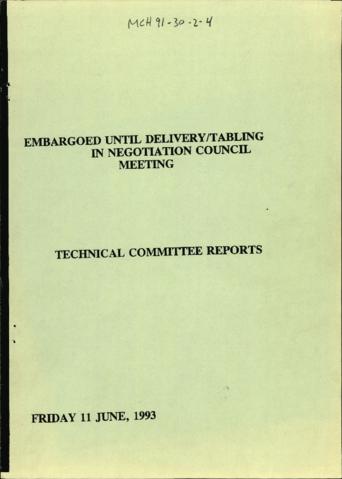 MCH 91-30-2-4
EMBARGOED UNTIL DELIVERY/TABLING
IN NEGOTIATION COUNCIL
MEETING
TECHNICAL COMMITTEE REPORTS
FRIDAY 11 JUNE, 1993